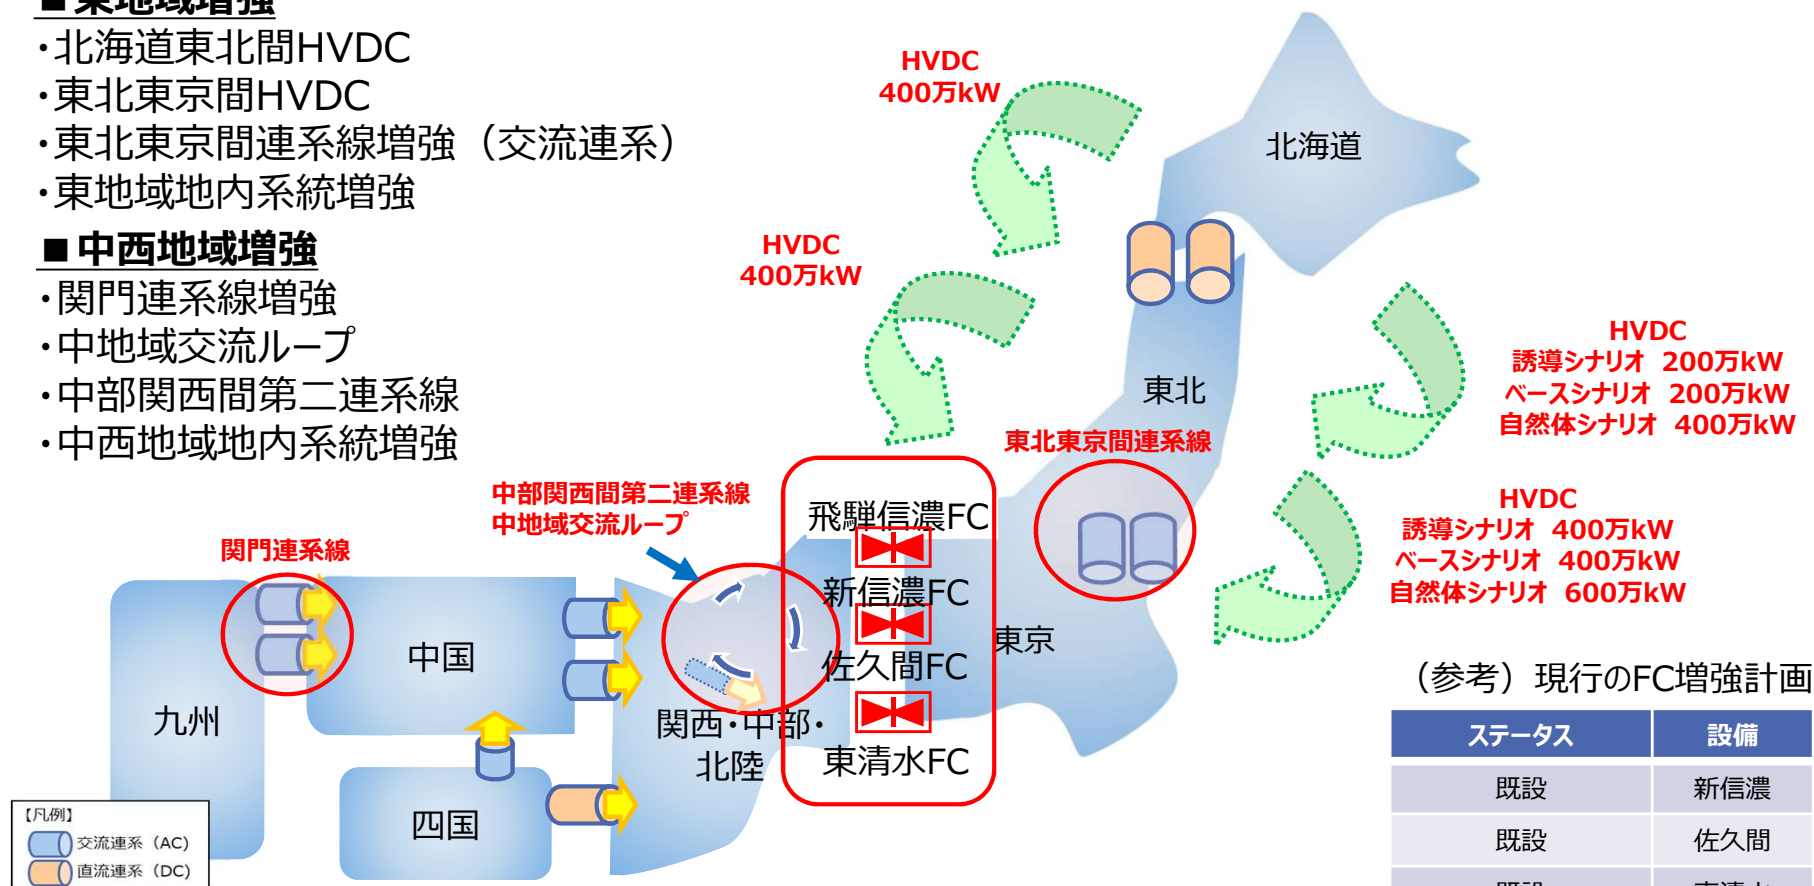 ■東地域増強
・北海道東北間HVDC
・東北東京間HVDC
・東北東京間連系線増強（交流連系）
・東地域地内系統増強
■中西地域増強
・関門連系線増強
・中地域交流ループ
・中部関西間第二連系線
・中西地域地内系統増強
HVDC
400万kW
HVDC
400万kW
北海道
東北
HVDC
誘導シナリオ 200万kW
ベースシナリオ 200万kW
自然体シナリオ 400万kW
東北東京間連系線
HVDC
誘導シナリオ 400万kW
ベースシナリオ 400万kW
自然体シナリオ 600万kW
中部関西間第二連系線
中地域交流ループ
関門連系線
飛騨信濃FC
新信濃FC
佐久間FC
東清水FC
東京
中国
九州
関西・中部・
北陸
四国
【凡例】
交流連系（AC)
直流連系（DC)
（参考）現行のFC増強計画
ステータス 設備
既設 新信濃
既設 佐久間
既設 東清水